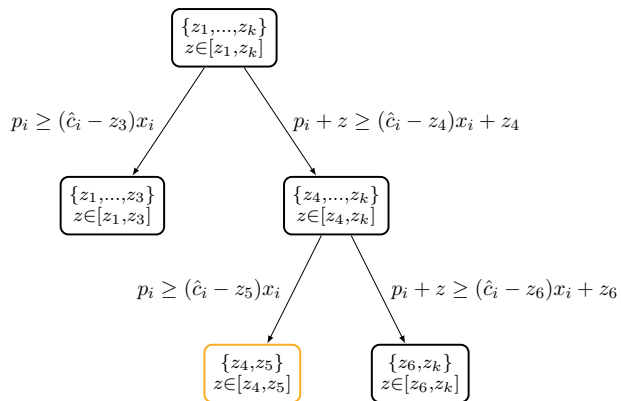 {z₁,...,zₖ}
z∈[z₁,zₖ]
pᵢ ≥ (ĉᵢ − z₃)xᵢ
pᵢ + z ≥ (ĉᵢ − z₄)xᵢ + z₄
{z₁,...,z₃}
z∈[z₁,z₃]
{z₄,...,zₖ}
z∈[z₄,zₖ]
pᵢ ≥ (ĉᵢ − z₅)xᵢ
pᵢ + z ≥ (ĉᵢ − z₆)xᵢ + z₆
{z₄,z₅}
z∈[z₄,z₅]
{z₆,zₖ}
z∈[z₆,zₖ]